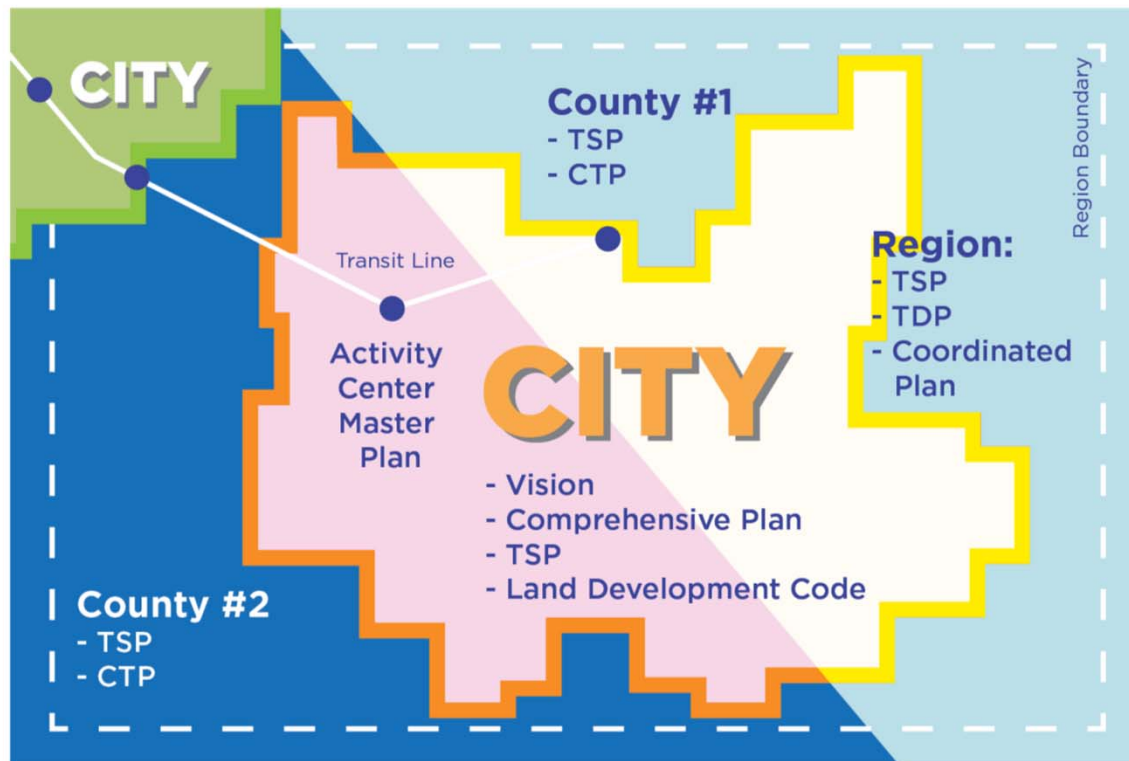 CITY
County #1
- TSP
- CTP
Region Boundary
Region:
- TSP
- TDP
- Coordinated
Plan
Transit Line
Activity
Center
Master
Plan
CITY
- Vision
- Comprehensive Plan
- TSP
- Land Development Code
County #2
- TSP
- CTP